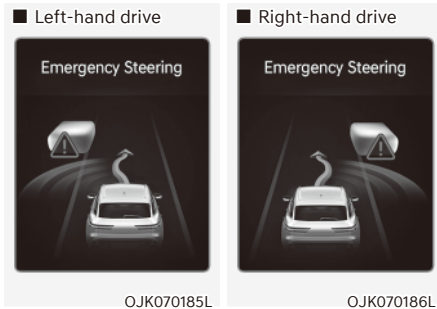 ■ Left-hand drive
Emergency Steering
OJK070185L
■ Right-hand drive
Emergency Steering
OJK070186L